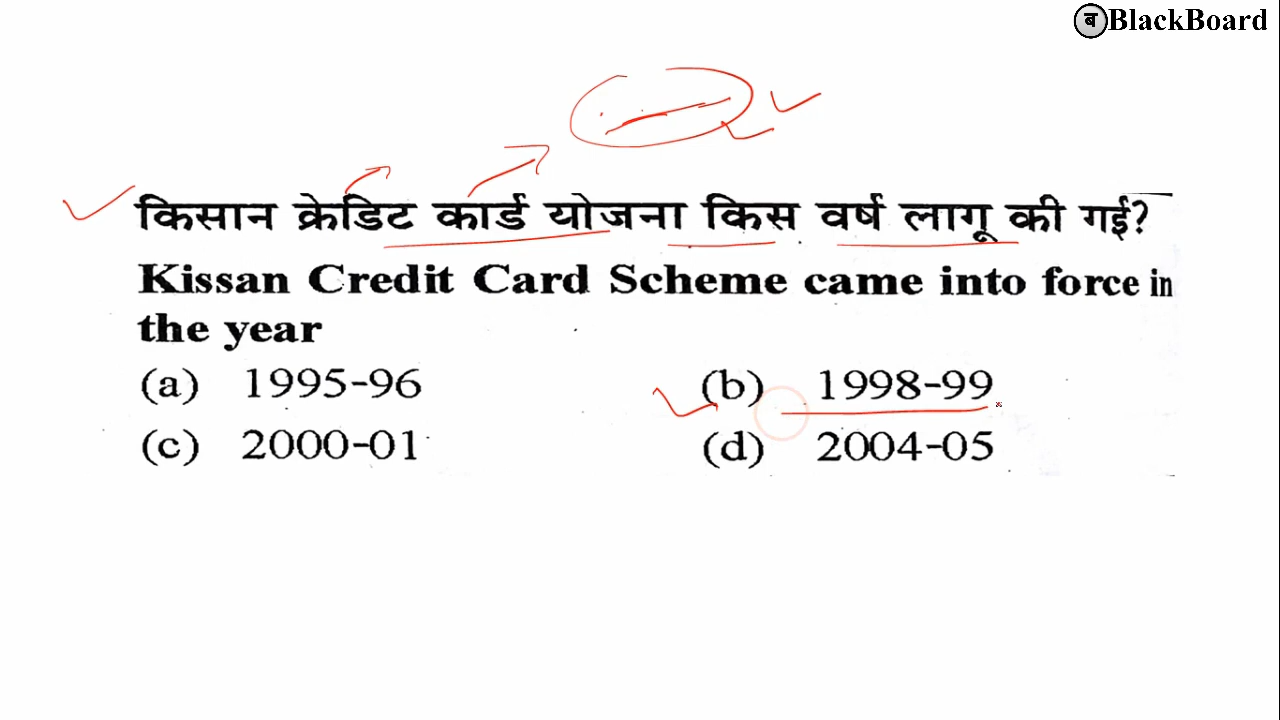 ब BlackBoard
किसान क्रेडिट कार्ड योजना किस वर्ष लागू की गई?
Kissan Credit Card Scheme came into force in
the year
(a) 1995-96 (b) 1998-99
(c) 2000-01 (d) 2004-05